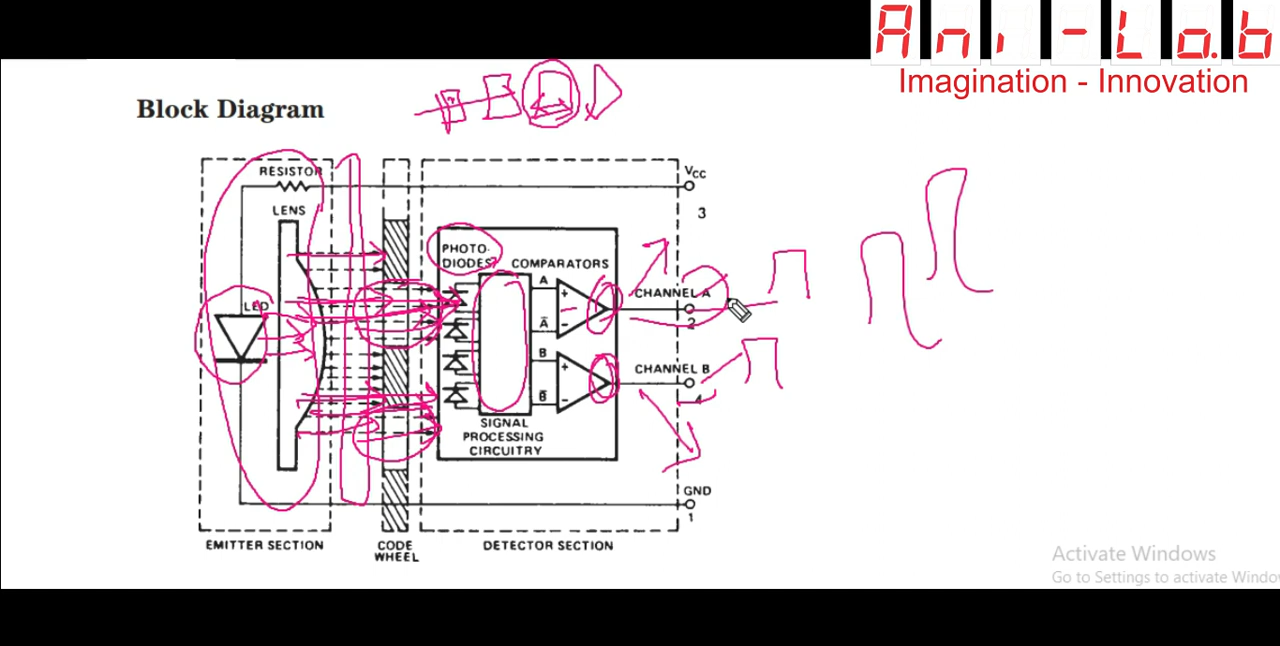 Ani-La.b
Imagination - Innovation
Block Diagram
RESISTOR
VCC
3
LENS
PHOTO-
DIODES
COMPARATORS
LED
A
CHANNEL A
+
-
A̅
2
B
CHANNEL B
+
-
B̅
4
SIGNAL
PROCESSING
CIRCUITRY
GND
1
EMITTER SECTION
CODE
WHEEL
DETECTOR SECTION
Activate Windows
Go to Settings to activate Windo